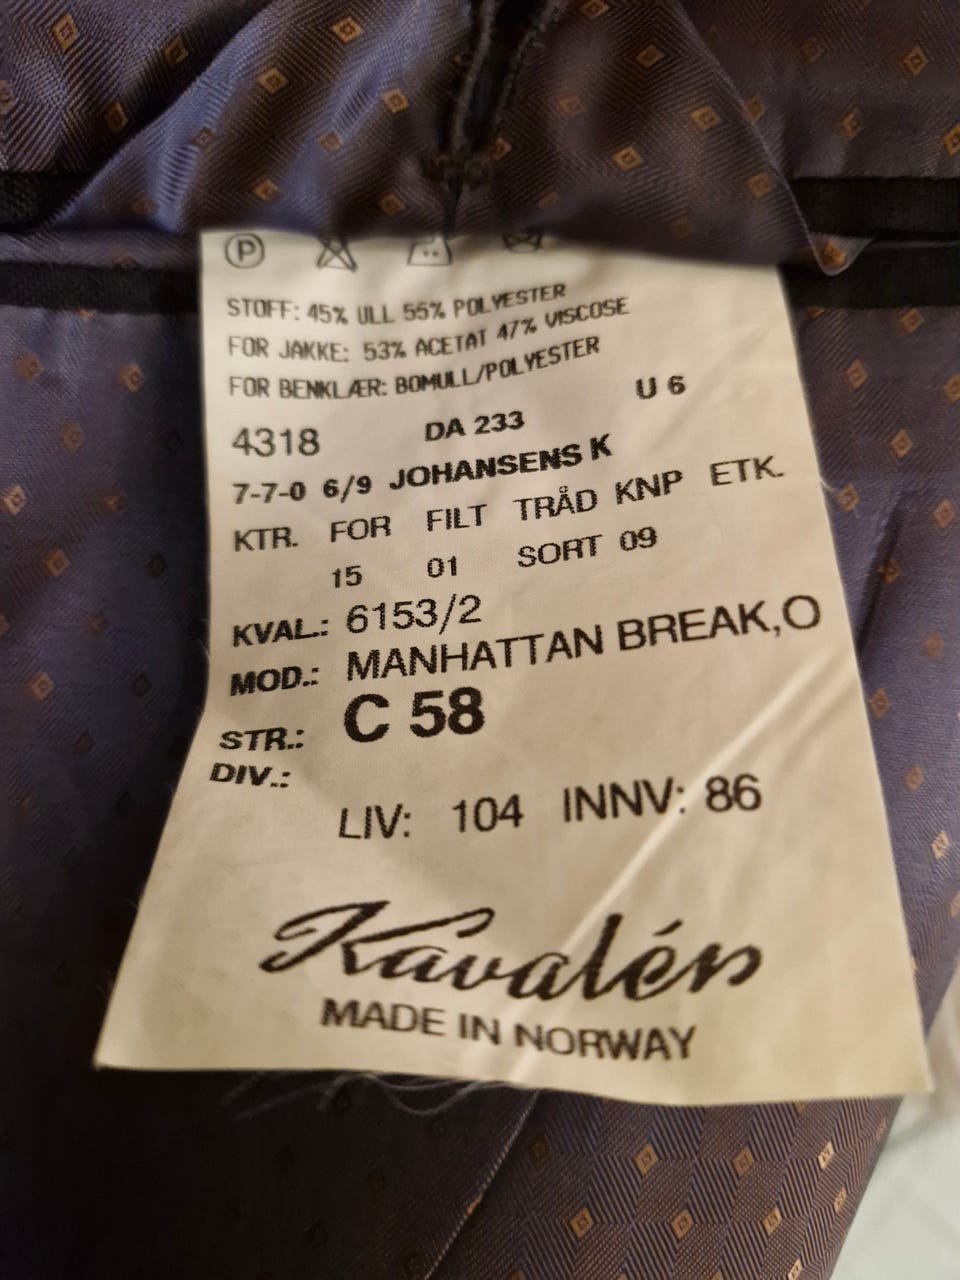 P
STOFF: 45% ULL 55% POLYESTER
FOR JAKKE: 53% ACETAT 47% VISCOSE
FOR BENKLÆR: BOMULL/POLYESTER
4318 DA 233 U 6
7-7-0 6/9 JOHANSENS K
KTR. FOR FILT TRÅD KNP ETK.
15 01 SORT 09
KVAL.: 6153/2
MOD.: MANHATTAN BREAK,O
STR.: C 58
DIV.:
LIV: 104 INNV: 86
Kavalér
MADE IN NORWAY